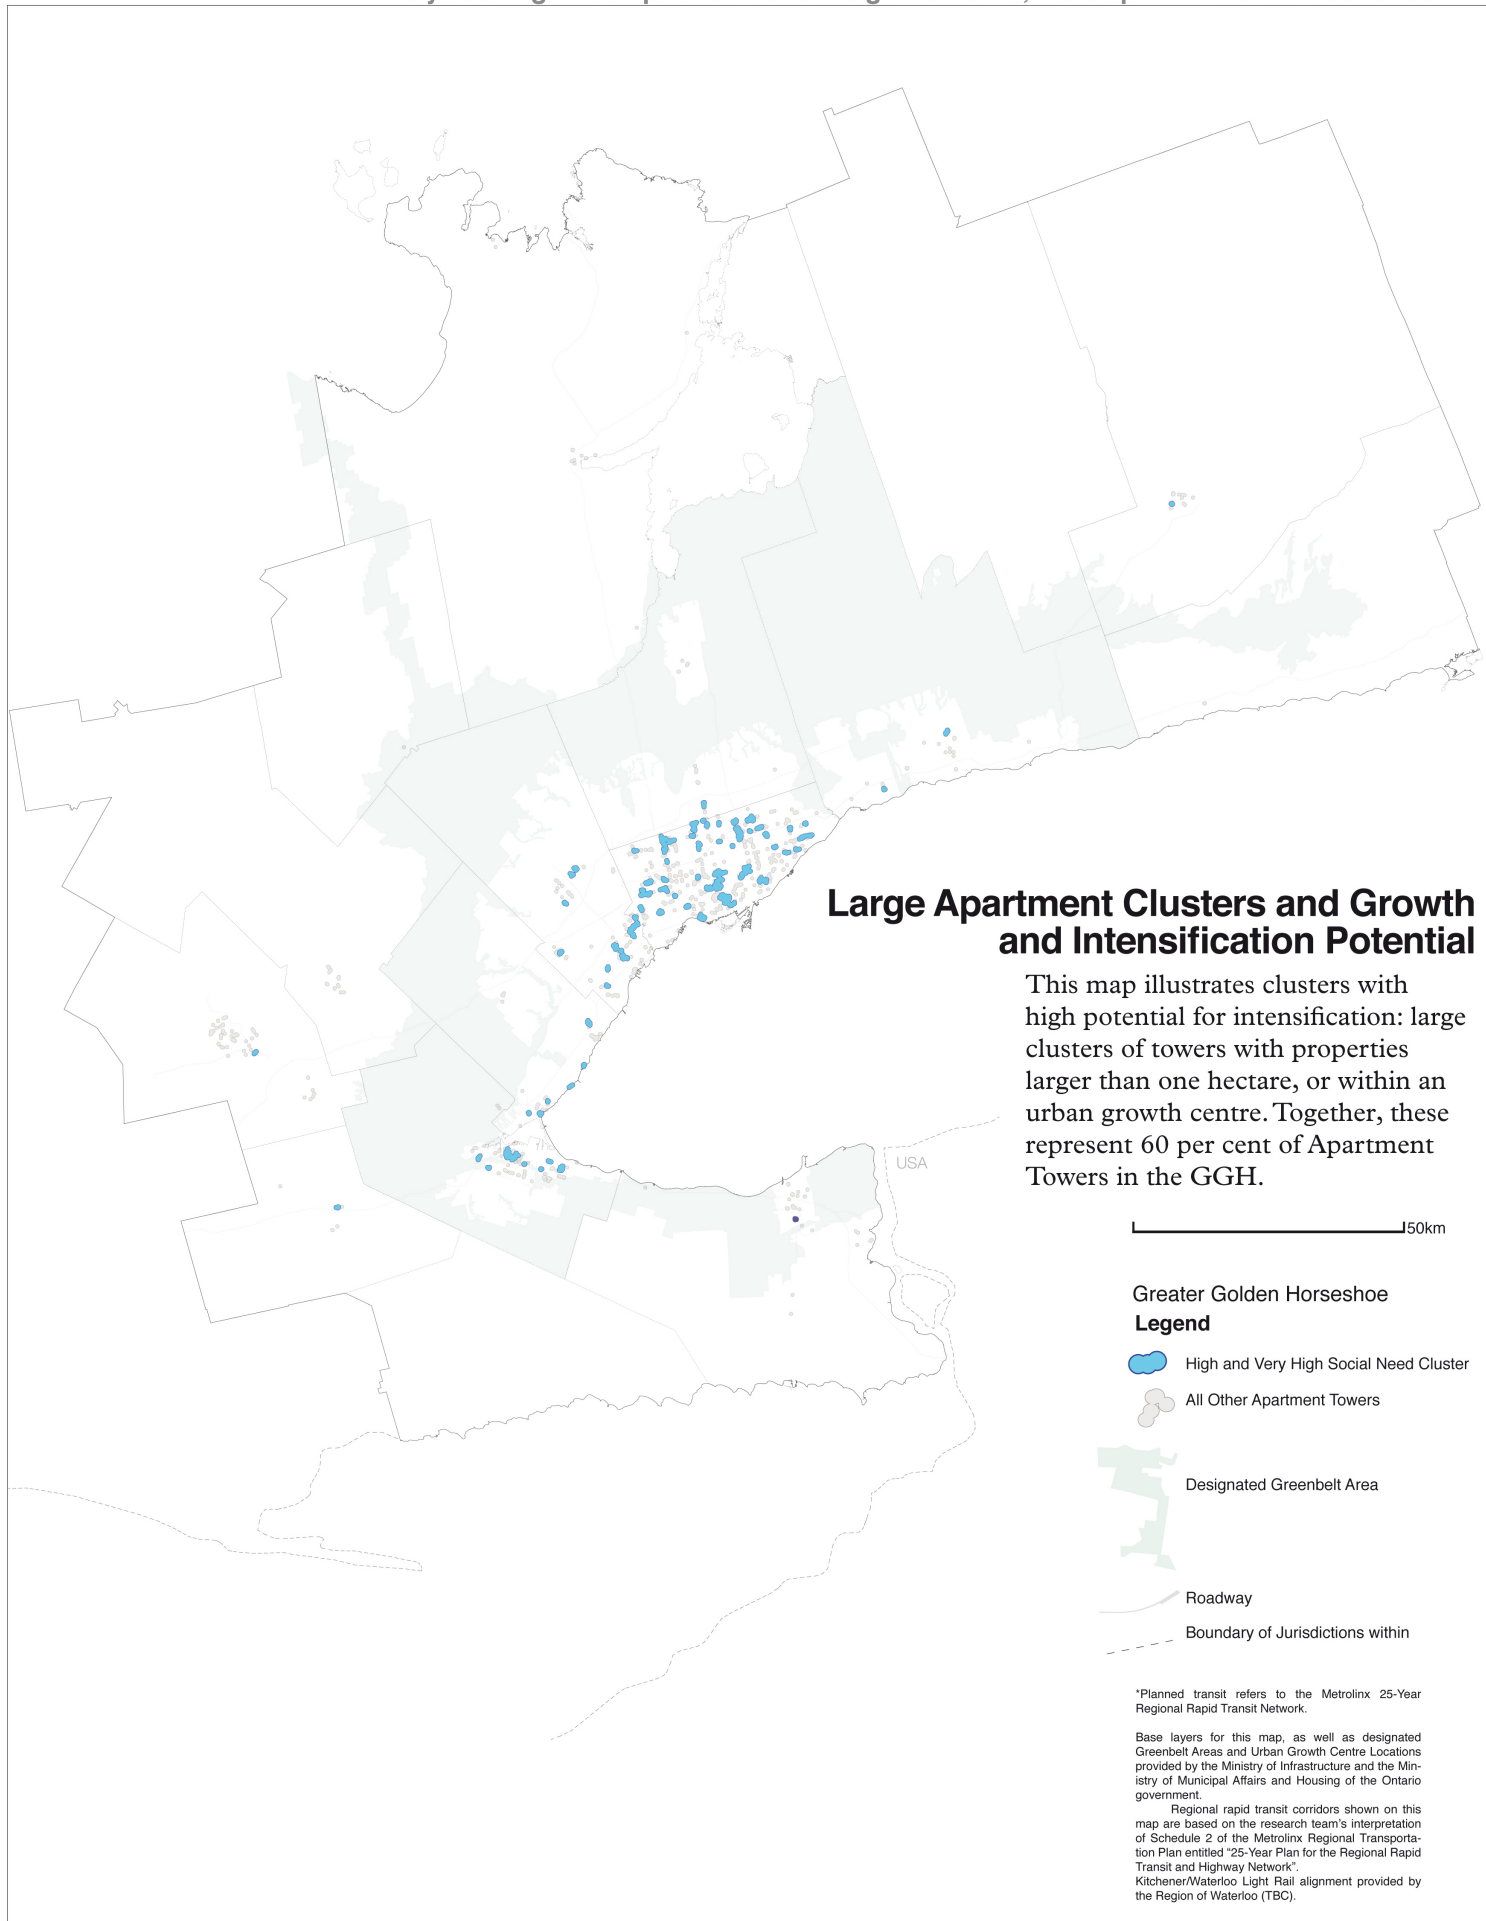 Large Apartment Clusters and Growth
and Intensification Potential
This map illustrates clusters with
high potential for intensification: large
clusters of towers with properties
larger than one hectare, or within an
urban growth centre. Together, these
represent 60 per cent of Apartment
Towers in the GGH.
USA
50km
Greater Golden Horseshoe
Legend
High and Very High Social Need Cluster
All Other Apartment Towers
Designated Greenbelt Area
Roadway
Boundary of Jurisdictions within
*Planned transit refers to the Metrolinx 25-Year
Regional Rapid Transit Network.
Base layers for this map, as well as designated
Greenbelt Areas and Urban Growth Centre Locations
provided by the Ministry of Infrastructure and the Min-
istry of Municipal Affairs and Housing of the Ontario
government.
Regional rapid transit corridors shown on this
map are based on the research team's interpretation
of Schedule 2 of the Metrolinx Regional Transporta-
tion Plan entitled “25-Year Plan for the Regional Rapid
Transit and Highway Network”.
Kitchener/Waterloo Light Rail alignment provided by
the Region of Waterloo (TBC).